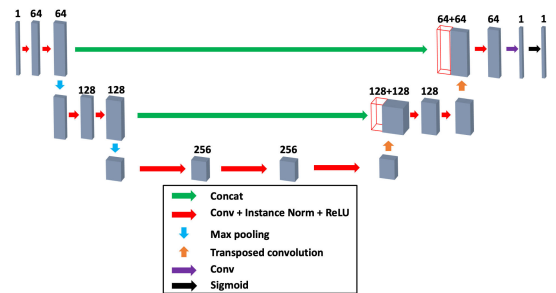 1 64 64
64+64 64 1 1
128 128
128+128 128
256 256
Concat
Conv + Instance Norm + ReLU
Max pooling
Transposed convolution
Conv
Sigmoid